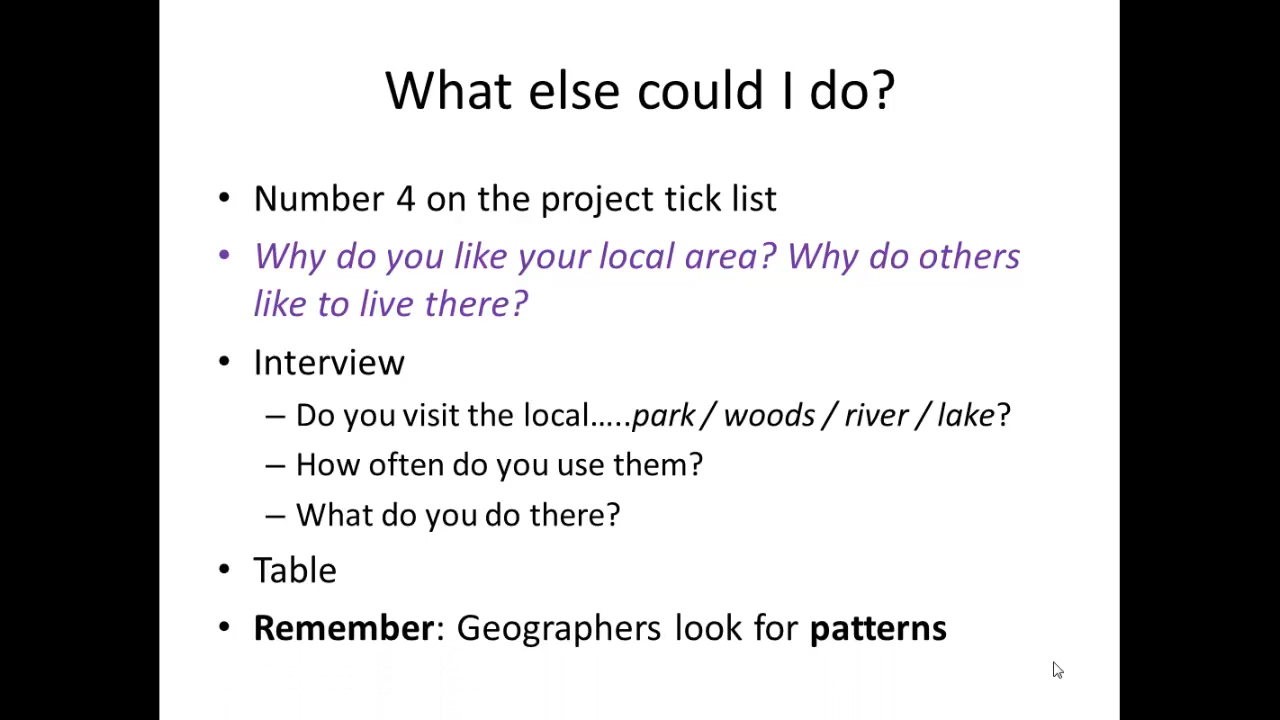 What else could I do?
• Number 4 on the project tick list
• Why do you like your local area? Why do others
like to live there?
• Interview
– Do you visit the local…..park / woods / river / lake?
– How often do you use them?
– What do you do there?
• Table
• Remember: Geographers look for patterns